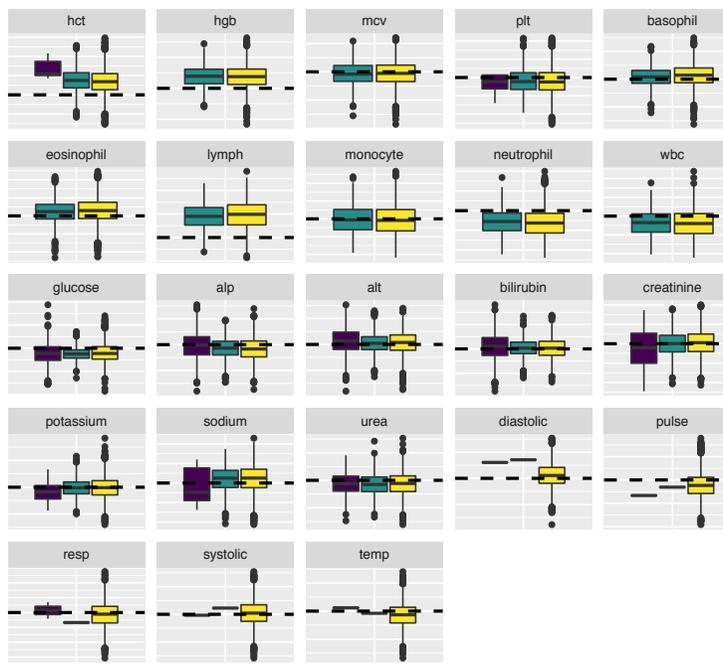 hct hgb mcv plt basophil
eosinophil lymph monocyte neutrophil wbc
glucose alp alt bilirubin creatinine
potassium sodium urea diastolic pulse
resp systolic temp